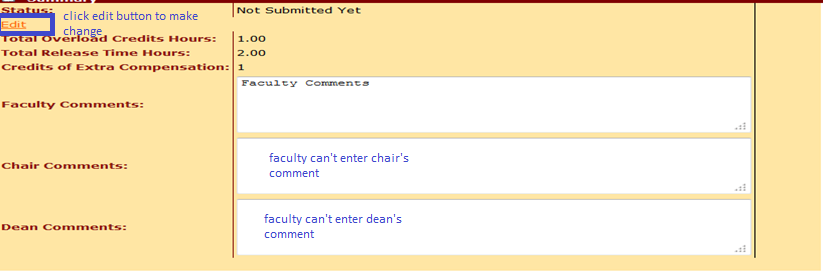 Summary
Status: Not Submitted Yet
Edit click edit button to make
change
Total Overload Credits Hours: 1.00
Total Release Time Hours: 2.00
Credits of Extra Compensation: 1
Faculty Comments
Faculty Comments:
faculty can't enter chair's
Chair Comments:
comment
faculty can't enter dean's
Dean Comments:
comment